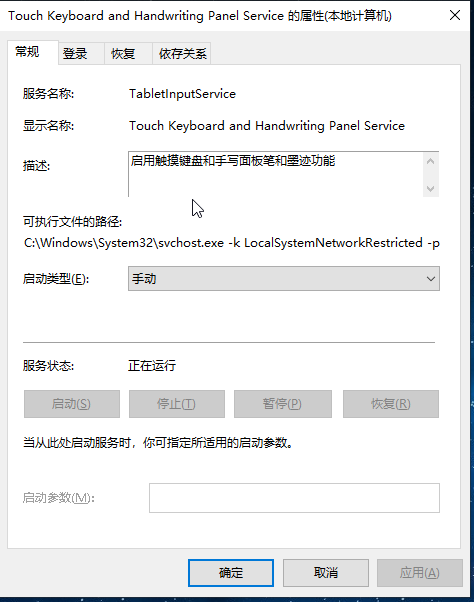 Touch Keyboard and Handwriting Panel Service 的属性(本地计算机)
常规 登录 恢复 依存关系
服务名称: TabletInputService
显示名称: Touch Keyboard and Handwriting Panel Service
描述: 启用触摸键盘和手写面板笔和墨迹功能
可执行文件的路径:
C:\Windows\System32\svchost.exe -k LocalSystemNetworkRestricted -p
启动类型(E): 手动
服务状态: 正在运行
启动(S) 停止(T) 暂停(P) 恢复(R)
当从此处启动服务时，你可指定所适用的启动参数。
启动参数(M):
确定 取消 应用(A)